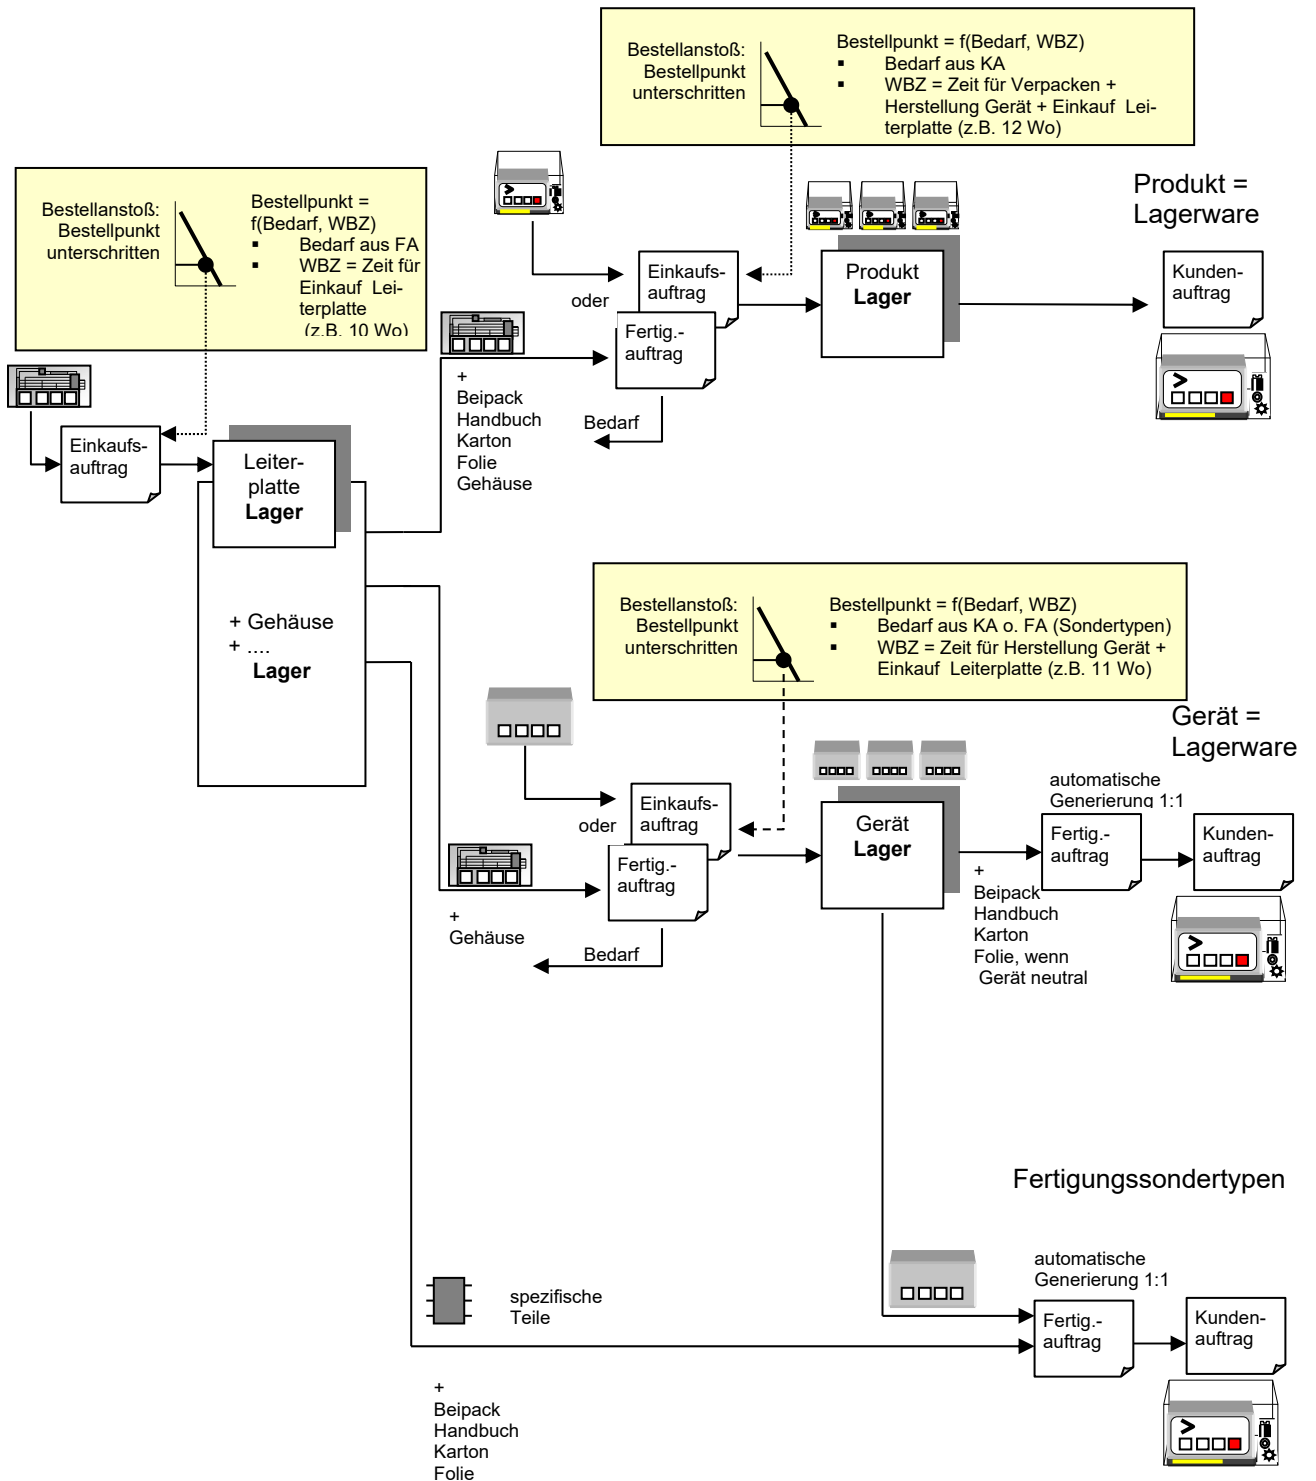 Bestellanstoß:
Bestellpunkt
unterschritten
Bestellpunkt = f(Bedarf, WBZ)
▪ Bedarf aus KA
▪ WBZ = Zeit für Verpacken +
Herstellung Gerät + Einkauf Lei-
terplatte (z.B. 12 Wo)
Bestellanstoß:
Bestellpunkt
unterschritten
Bestellpunkt =
f(Bedarf, WBZ)
▪ Bedarf aus FA
▪ WBZ = Zeit für
Einkauf Lei-
terplatte
(z.B. 10 Wo)
Produkt =
Lagerware
Einkaufs-
auftrag
oder
Fertig.-
auftrag
Produkt
Lager
Kunden-
auftrag
+
Beipack
Handbuch
Karton
Folie
Gehäuse
Bedarf
Einkaufs-
auftrag
Leiter-
platte
Lager
+ Gehäuse
+ ....
Lager
Bestellanstoß:
Bestellpunkt
unterschritten
Bestellpunkt = f(Bedarf, WBZ)
▪ Bedarf aus KA o. FA (Sondertypen)
▪ WBZ = Zeit für Herstellung Gerät +
Einkauf Leiterplatte (z.B. 11 Wo)
Gerät =
Lagerware
Einkaufs-
auftrag
oder
Fertig.-
auftrag
Gerät
Lager
automatische
Generierung 1:1
Fertig.-
auftrag
Kunden-
auftrag
+
Gehäuse
Bedarf
+
Beipack
Handbuch
Karton
Folie, wenn
Gerät neutral
Fertigungssondertypen
automatische
Generierung 1:1
spezifische
Teile
Fertig.-
auftrag
Kunden-
auftrag
+
Beipack
Handbuch
Karton
Folie